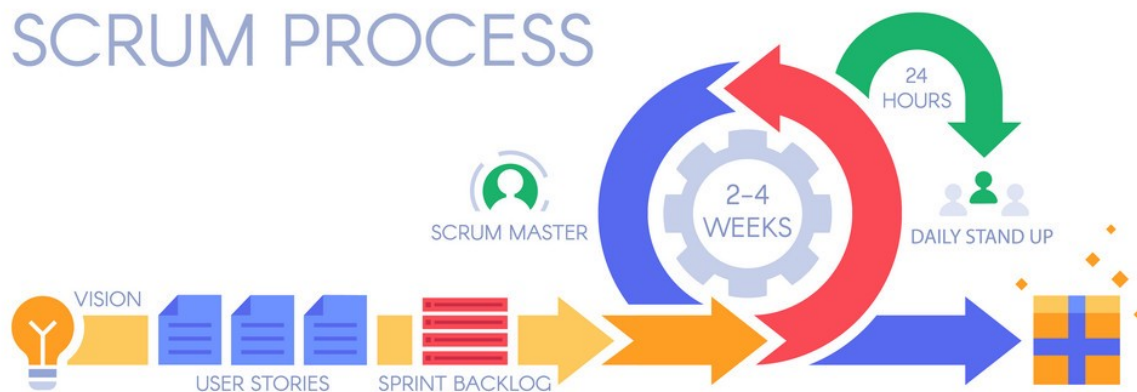 SCRUM PROCESS
24
HOURS
2–4
WEEKS
SCRUM MASTER
DAILY STAND UP
VISION
USER STORIES
SPRINT BACKLOG